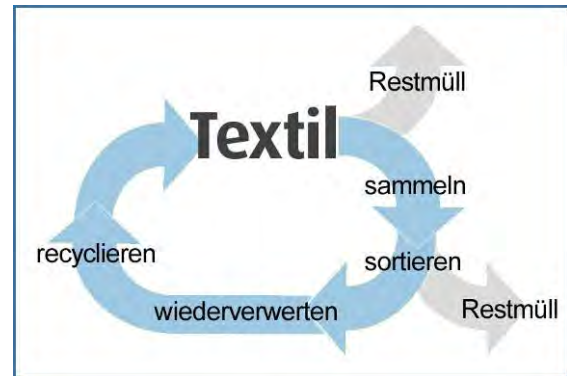 Restmüll
Textil
sammeln
sortieren
recyclieren
wiederverwerten
Restmüll